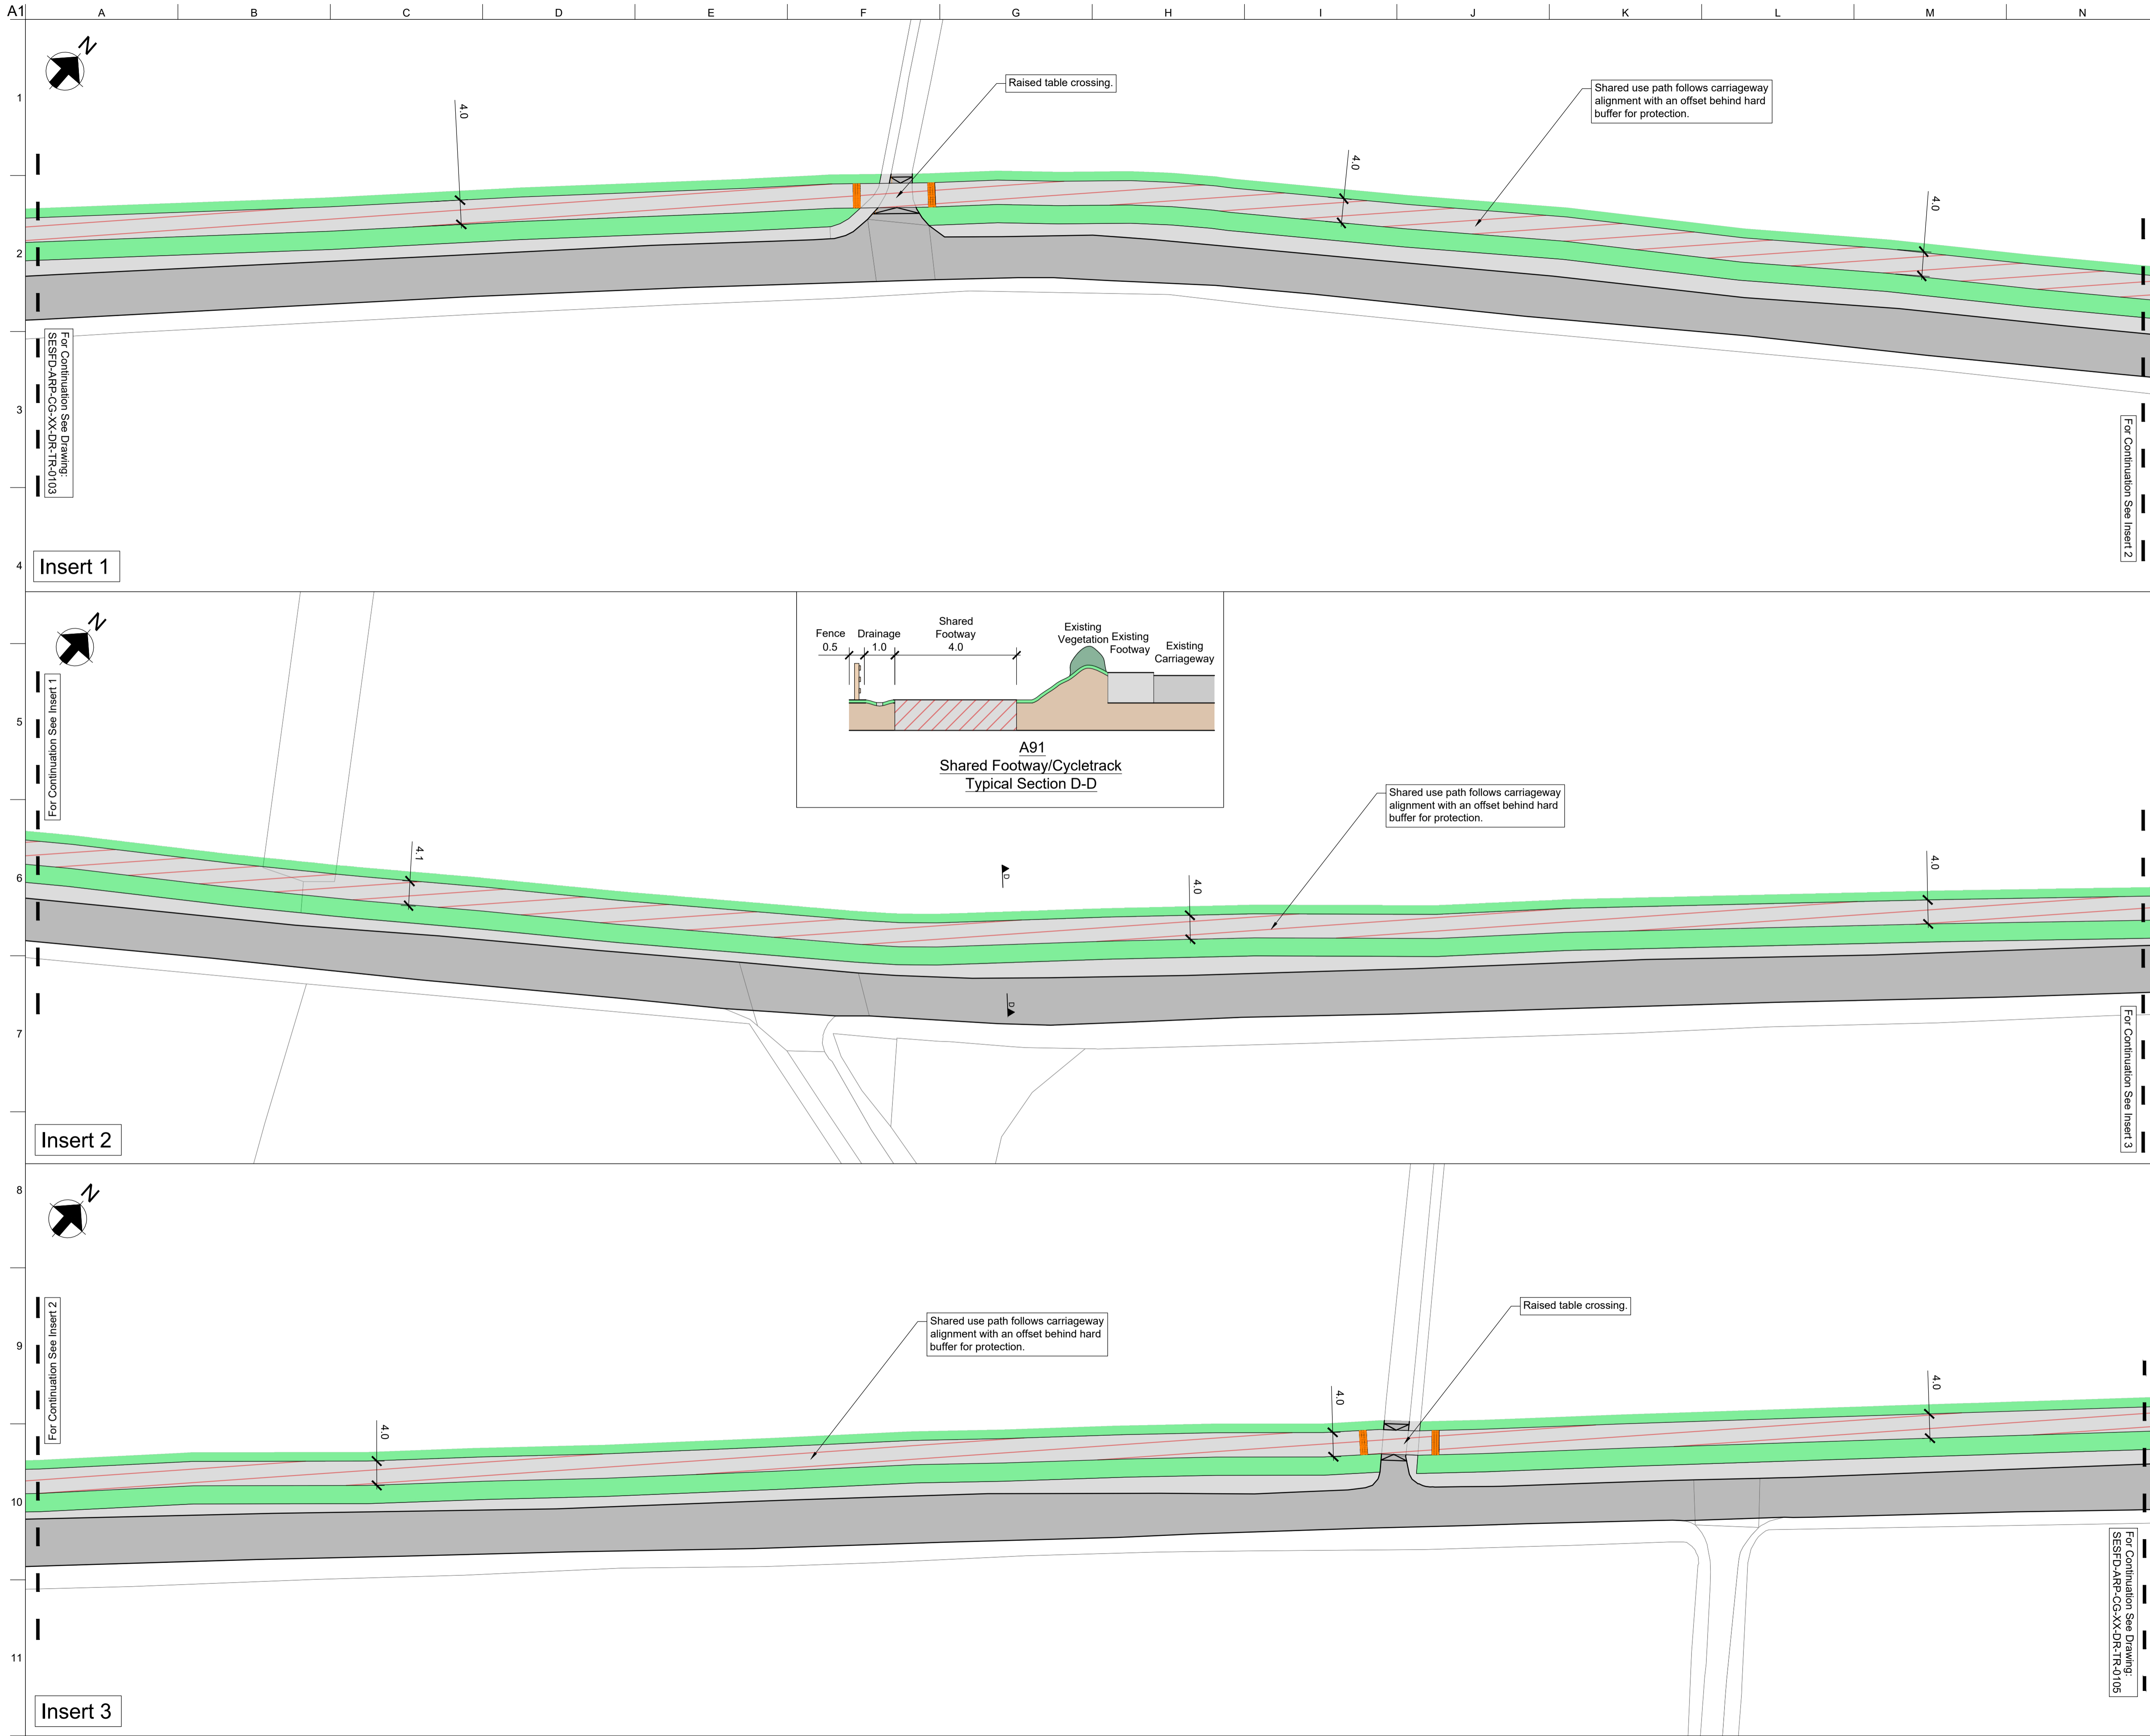 A1
A B C D E F G H I J K L M N
1
2
3
4
5
6
7
8
9
10
11
N
4.0
Raised table crossing.
4.0
Shared use path follows carriageway
alignment with an offset behind hard
buffer for protection.
4.0
For Continuation See Drawing:
SESFD-ARP-CG-XX-DR-TR-0103
For Continuation See Insert 2
Insert 1
N
For Continuation See Insert 1
Fence
0.5
Drainage
1.0
Shared
Footway
4.0
Existing
Vegetation
Existing
Footway
Existing
Carriageway
A91
Shared Footway/Cycletrack
Typical Section D-D
4.1
D
D
4.0
Shared use path follows carriageway
alignment with an offset behind hard
buffer for protection.
4.0
For Continuation See Insert 3
Insert 2
N
For Continuation See Insert 2
4.0
Shared use path follows carriageway
alignment with an offset behind hard
buffer for protection.
4.0
Raised table crossing.
4.0
For Continuation See Drawing:
SESFD-ARP-CG-XX-DR-TR-0105
Insert 3